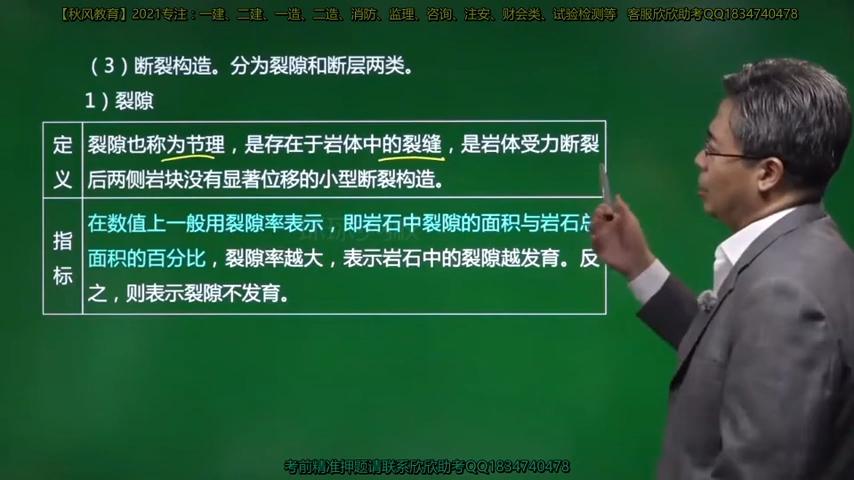 【秋风教育】2021专注：一建、二建、一造、二造、消防、监理、咨询、注安、财会类、试验检测等 客服欣欣助考QQ1834740478
（3）断裂构造。分为裂隙和断层两类。
1）裂隙
定义
裂隙也称为节理，是存在于岩体中的裂缝，是岩体受力断裂
后两侧岩块没有显著位移的小型断裂构造。
指标
在数值上一般用裂隙率表示，即岩石中裂隙的面积与岩石总
面积的百分比，裂隙率越大，表示岩石中的裂隙越发育。反
之，则表示裂隙不发育。
考前精准押题请联系欣欣助考QQ1834740478